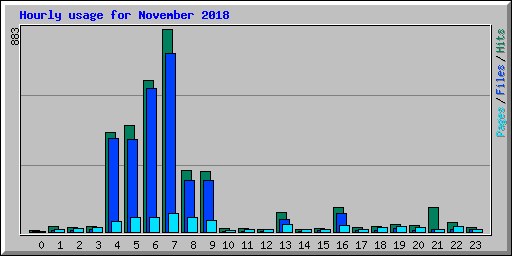 Hourly usage for November 2018
883
Pages/Files/Hits
0 1 2 3 4 5 6 7 8 9 10 11 12 13 14 15 16 17 18 19 20 21 22 23